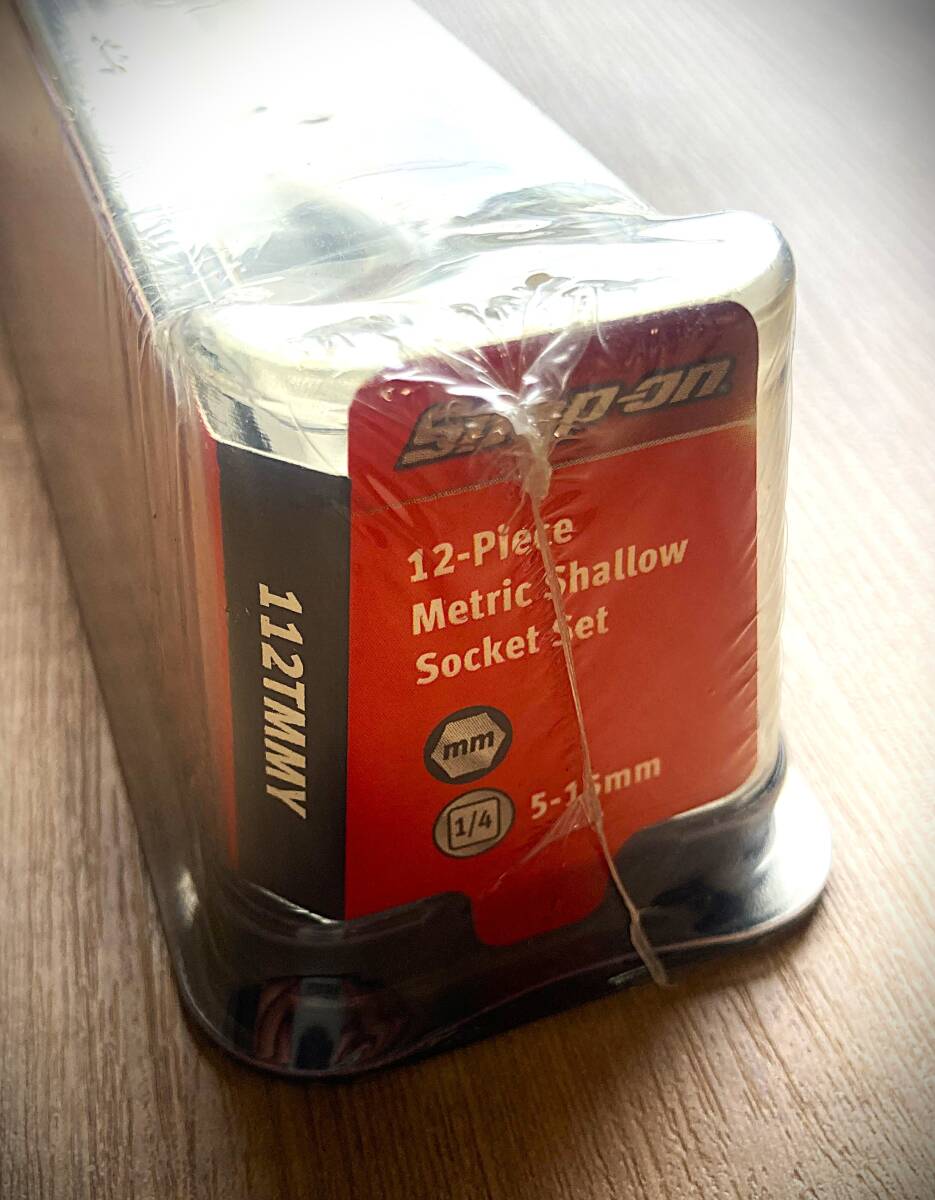 Snap-on
12-Piece
Metric Shallow
Socket Set
mm
1/4
5-15mm
112TMMY